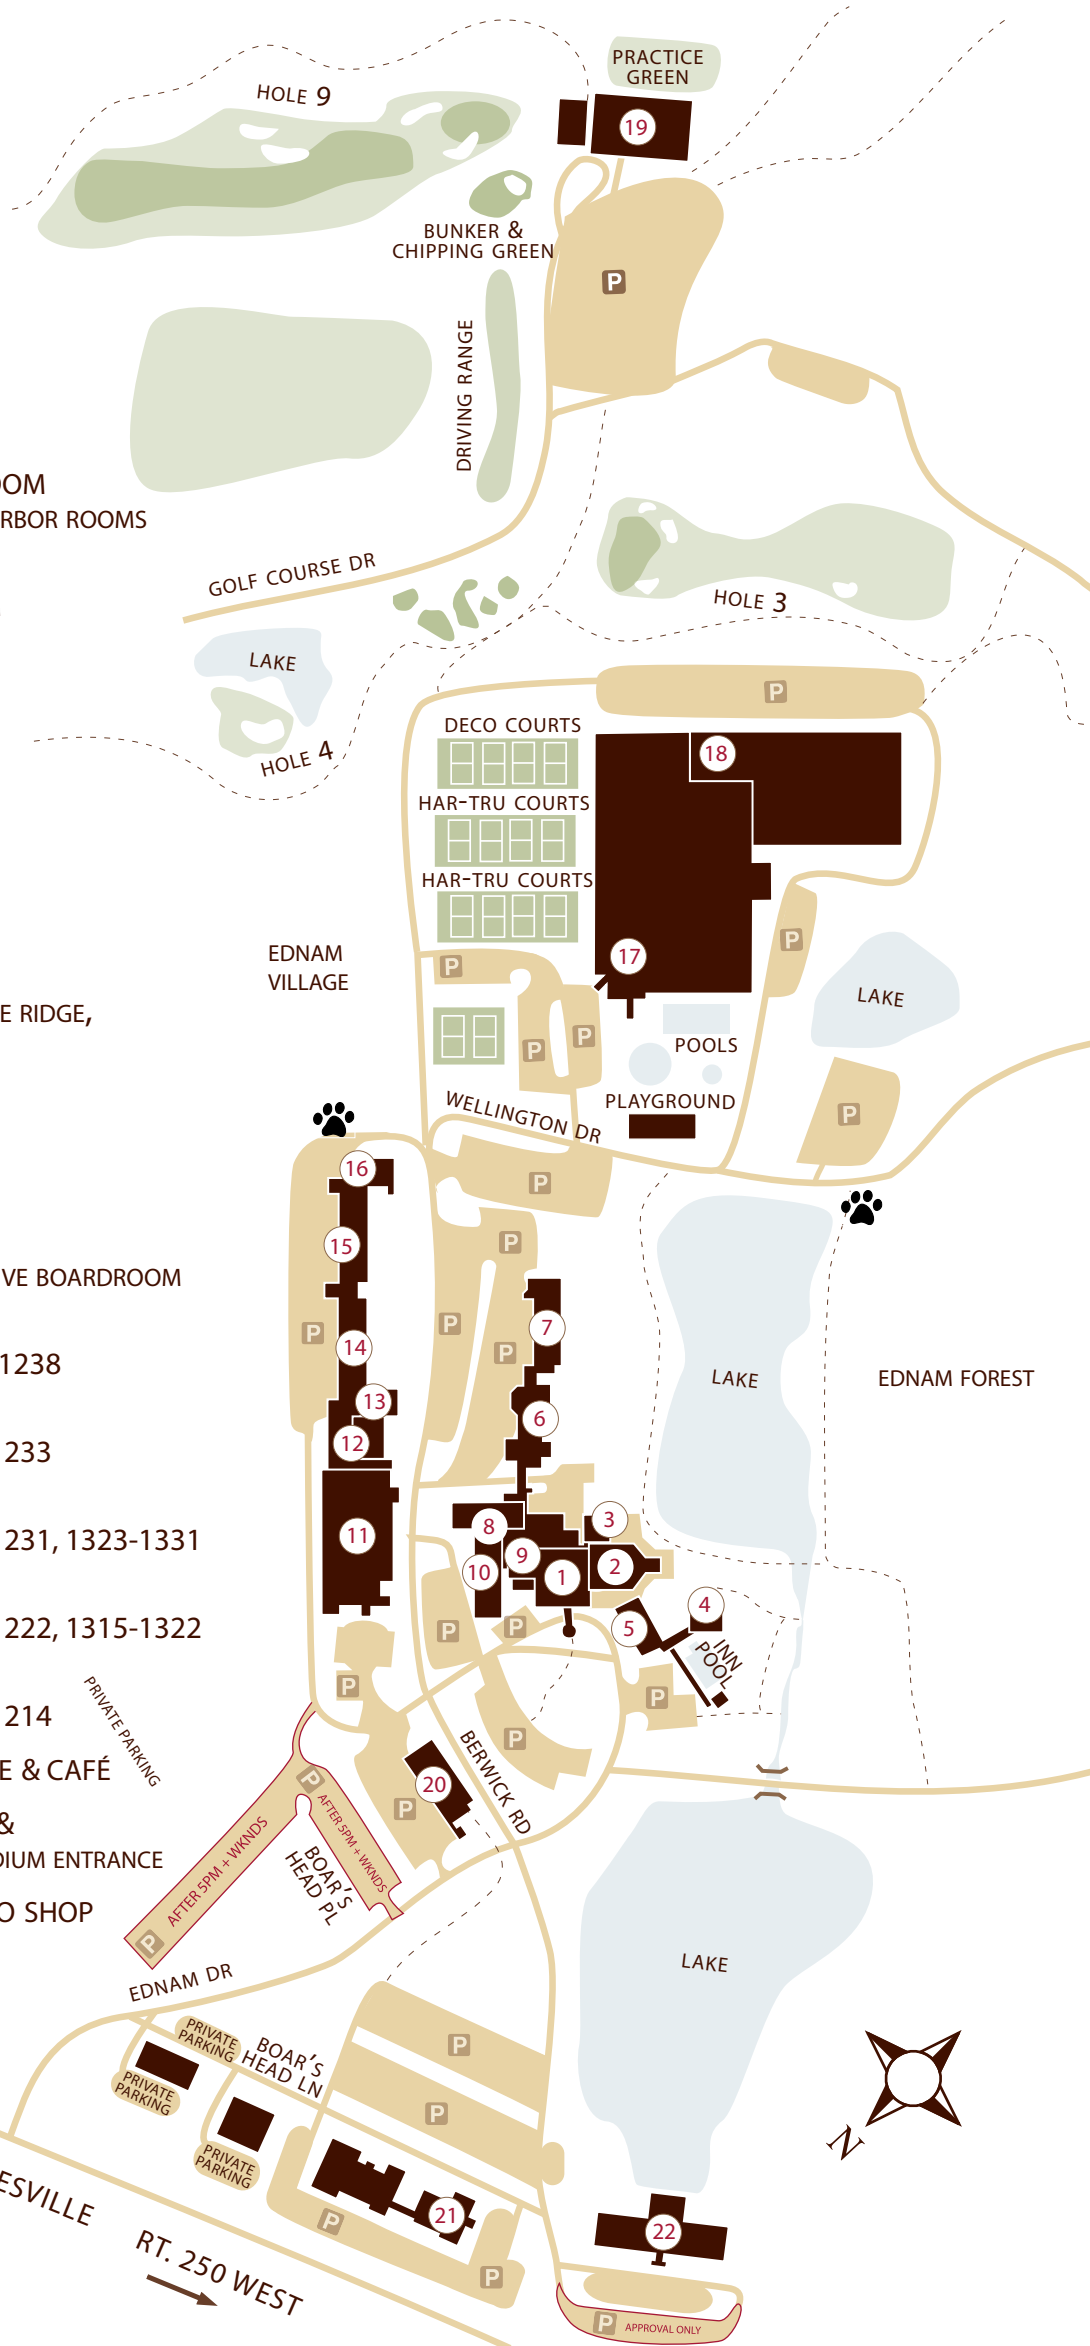 PRACTICE
GREEN
19
HOLE 9
BUNKER &
CHIPPING GREEN
P
DRIVING RANGE
OOM
RBOR ROOMS
GOLF COURSE DR
HOLE 3
LAKE
HOLE 4
P
DECO COURTS
18
HAR-TRU COURTS
HAR-TRU COURTS
17
P
P
EDNAM
VILLAGE
LAKE
E RIDGE,
P
P
POOLS
PLAYGROUND
P
WELLINGTON DR
16
P
15
P
VE BOARDROOM
P
P
7
14
P
1238
LAKE
EDNAM FOREST
13
6
12
233
11
8
3
9
2
10
1
231, 1323-1331
4
5
P
P
222, 1315-1322
INN
POOL
P
P
PRIVATE PARKING
214
P
BERWICK RD
E & CAFÉ
P
20
P
AFTER 5PM + WKNDS
AFTER 5PM + WKNDS
&
DIUM ENTRANCE
BOAR'S
HEAD PL
O SHOP
P
LAKE
EDNAM DR
PRIVATE
PARKING
BOAR'S
HEAD LN
P
PRIVATE
PARKING
P
N
PRIVATE
PARKING
ESVILLE
21
P
22
RT. 250 WEST
P
P
APPROVAL ONLY